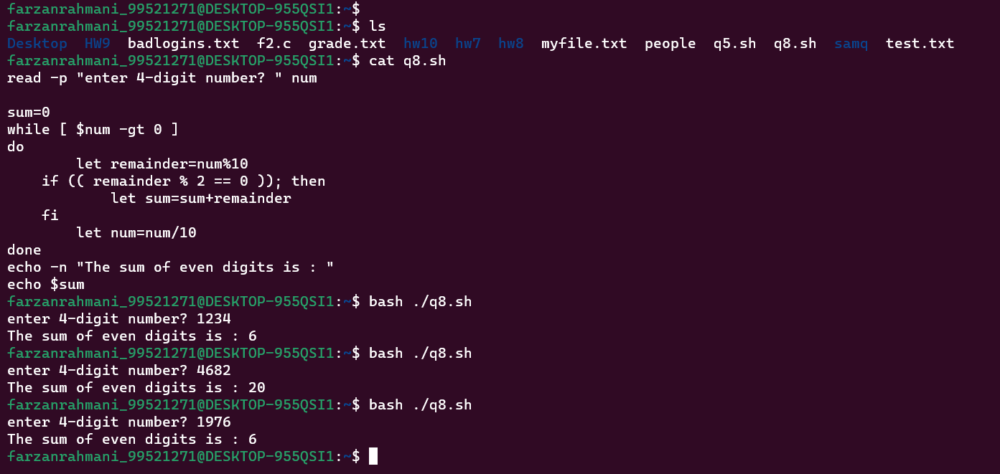 farzanrahmani_99521271@DESKTOP-955QSI1:~$
farzanrahmani_99521271@DESKTOP-955QSI1:~$ ls
Desktop  HW9  badlogins.txt  f2.c  grade.txt  hw10  hw7  hw8  myfile.txt  people  q5.sh  q8.sh  samq  test.txt
farzanrahmani_99521271@DESKTOP-955QSI1:~$ cat q8.sh
read -p "enter 4-digit number? " num

sum=0
while [ $num -gt 0 ]
do
        let remainder=num%10
    if (( remainder % 2 == 0 )); then
            let sum=sum+remainder
    fi
        let num=num/10
done
echo -n "The sum of even digits is : "
echo $sum
farzanrahmani_99521271@DESKTOP-955QSI1:~$ bash ./q8.sh
enter 4-digit number? 1234
The sum of even digits is : 6
farzanrahmani_99521271@DESKTOP-955QSI1:~$ bash ./q8.sh
enter 4-digit number? 4682
The sum of even digits is : 20
farzanrahmani_99521271@DESKTOP-955QSI1:~$ bash ./q8.sh
enter 4-digit number? 1976
The sum of even digits is : 6
farzanrahmani_99521271@DESKTOP-955QSI1:~$